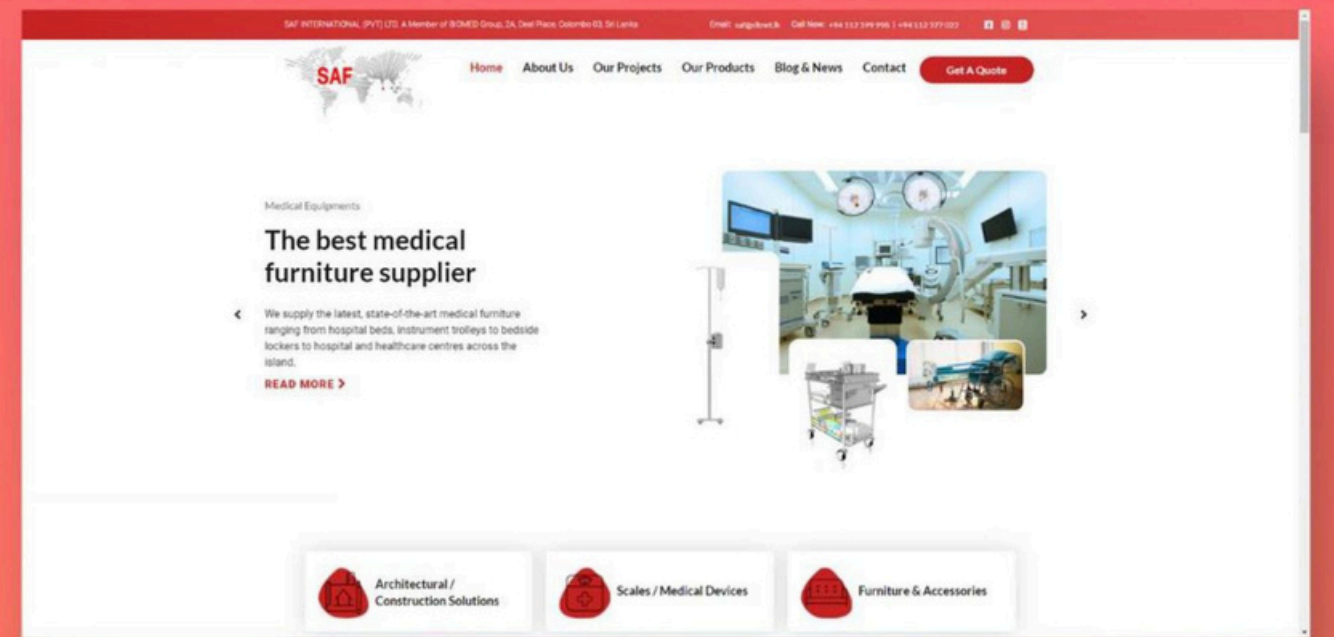 SAF INTERNATIONAL (PVT) LTD. A Member of BIOMED Group, 2A, Deal Place, Colombo 03, Sri Lanka
Email: Call Now:
SAF
Home About Us Our Projects Our Products Blog & News Contact Get A Quote
Medical Equipments
The best medical
furniture supplier
We supply the latest, state-of-the-art medical furniture
ranging from hospital beds, instrument trolleys to bedside
lockers to hospital and healthcare centres across the
island.
READ MORE
Architectural /
Construction Solutions
Scales / Medical Devices
Furniture & Accessories